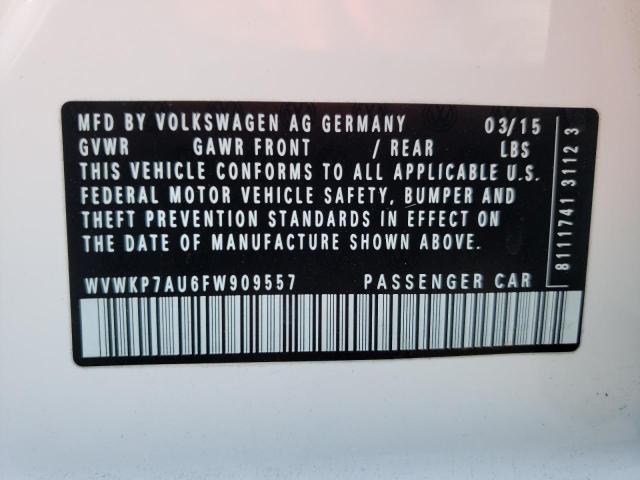 MFD BY VOLKSWAGEN AG GERMANY 03/15
GVWR GAWR FRONT / REAR LBS
THIS VEHICLE CONFORMS TO ALL APPLICABLE U.S.
FEDERAL MOTOR VEHICLE SAFETY, BUMPER AND
THEFT PREVENTION STANDARDS IN EFFECT ON
THE DATE OF MANUFACTURE SHOWN ABOVE.
WVWKP7AU6FW909557 PASSENGER CAR
8111741 3112 3